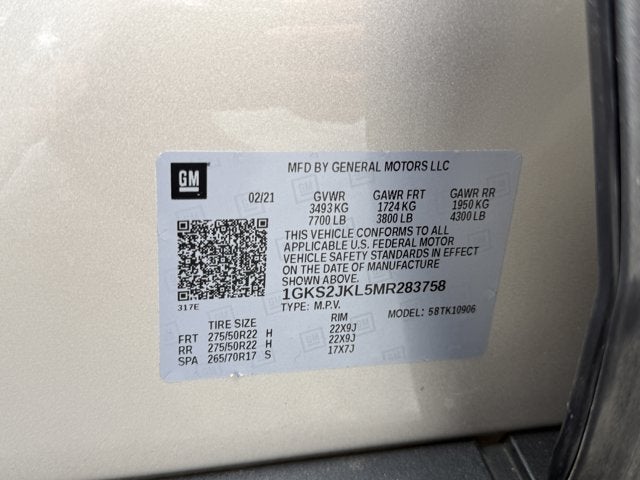 GM
MFD BY GENERAL MOTORS LLC
02/21 GVWR GAWR FRT GAWR RR
3493 KG 1724 KG 1950 KG
7700 LB 3800 LB 4300 LB
THIS VEHICLE CONFORMS TO ALL
APPLICABLE U.S. FEDERAL MOTOR
VEHICLE SAFETY STANDARDS IN EFFECT
ON THE DATE OF MANUFACTURE
SHOWN ABOVE.
317E
1GKS2JKL5MR283758
TYPE: M.P.V. MODEL: 58TK10906
TIRE SIZE RIM
FRT 275/50R22 H 22X9J
RR 275/50R22 H 22X9J
SPA 265/70R17 S 17X7J